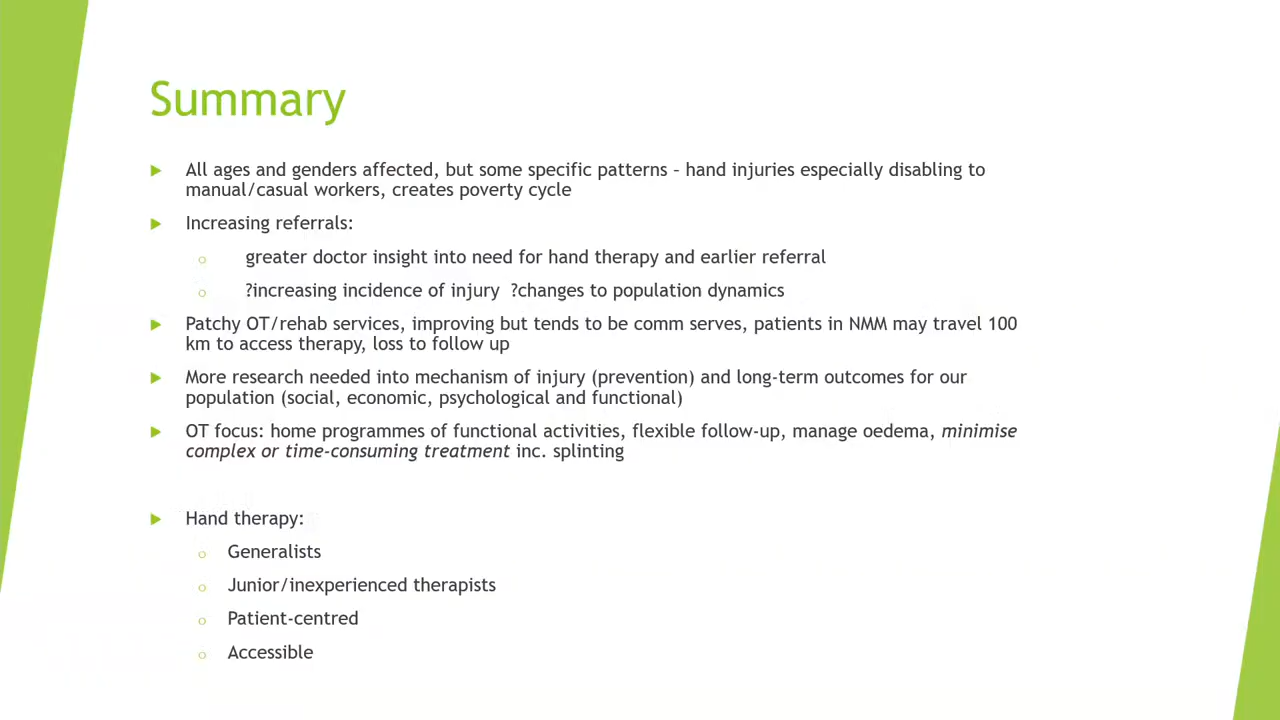 Summary
All ages and genders affected, but some specific patterns – hand injuries especially disabling to
manual/casual workers, creates poverty cycle
Increasing referrals:
greater doctor insight into need for hand therapy and earlier referral
?increasing incidence of injury ?changes to population dynamics
Patchy OT/rehab services, improving but tends to be comm serves, patients in NMM may travel 100
km to access therapy, loss to follow up
More research needed into mechanism of injury (prevention) and long-term outcomes for our
population (social, economic, psychological and functional)
OT focus: home programmes of functional activities, flexible follow-up, manage oedema, minimise
complex or time-consuming treatment inc. splinting
Hand therapy:
Generalists
Junior/inexperienced therapists
Patient-centred
Accessible